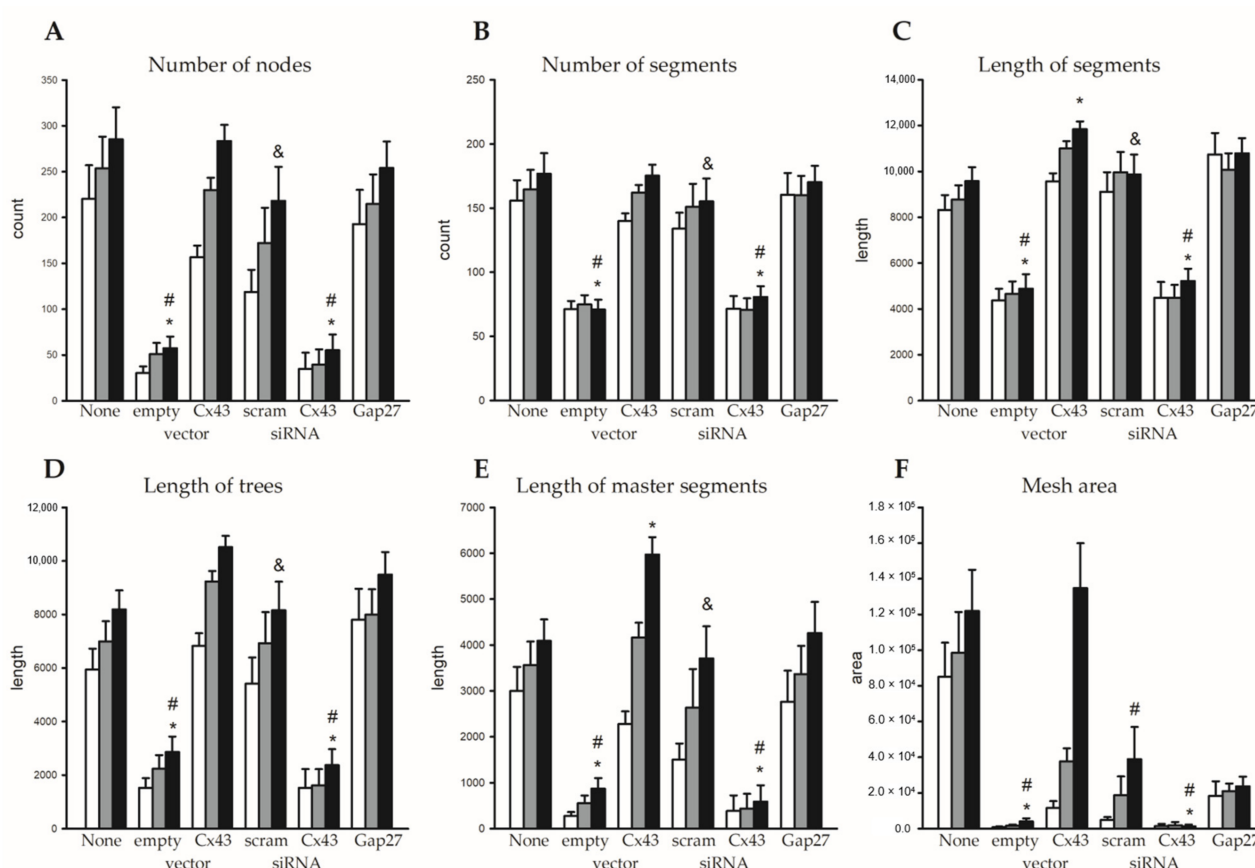 A
Number of nodes
350
300
250
200
150
100
50
0
count
&
#
*
#
*
None empty Cx43 scram Cx43 Gap27
vector siRNA
B
Number of segments
250
200
150
100
50
0
count
#
*
&
#
*
None empty Cx43 scram Cx43 Gap27
vector siRNA
C
Length of segments
14,000
12,000
10,000
8000
6000
4000
2000
0
length
#
*
*
&
#
*
None empty Cx43 scram Cx43 Gap27
vector siRNA
D
Length of trees
12,000
10,000
8000
6000
4000
2000
0
length
#
*
&
#
*
None empty Cx43 scram Cx43 Gap27
vector siRNA
E
Length of master segments
7000
6000
5000
4000
3000
2000
1000
0
length
#
*
*
&
#
*
None empty Cx43 scram Cx43 Gap27
vector siRNA
F
Mesh area
1.8 × 10⁵
1.6 × 10⁵
1.4 × 10⁵
1.2 × 10⁵
1.0 × 10⁵
8.0 × 10⁴
6.0 × 10⁴
4.0 × 10⁴
2.0 × 10⁴
0.0
area
#
*
#
#
*
None empty Cx43 scram Cx43 Gap27
vector siRNA